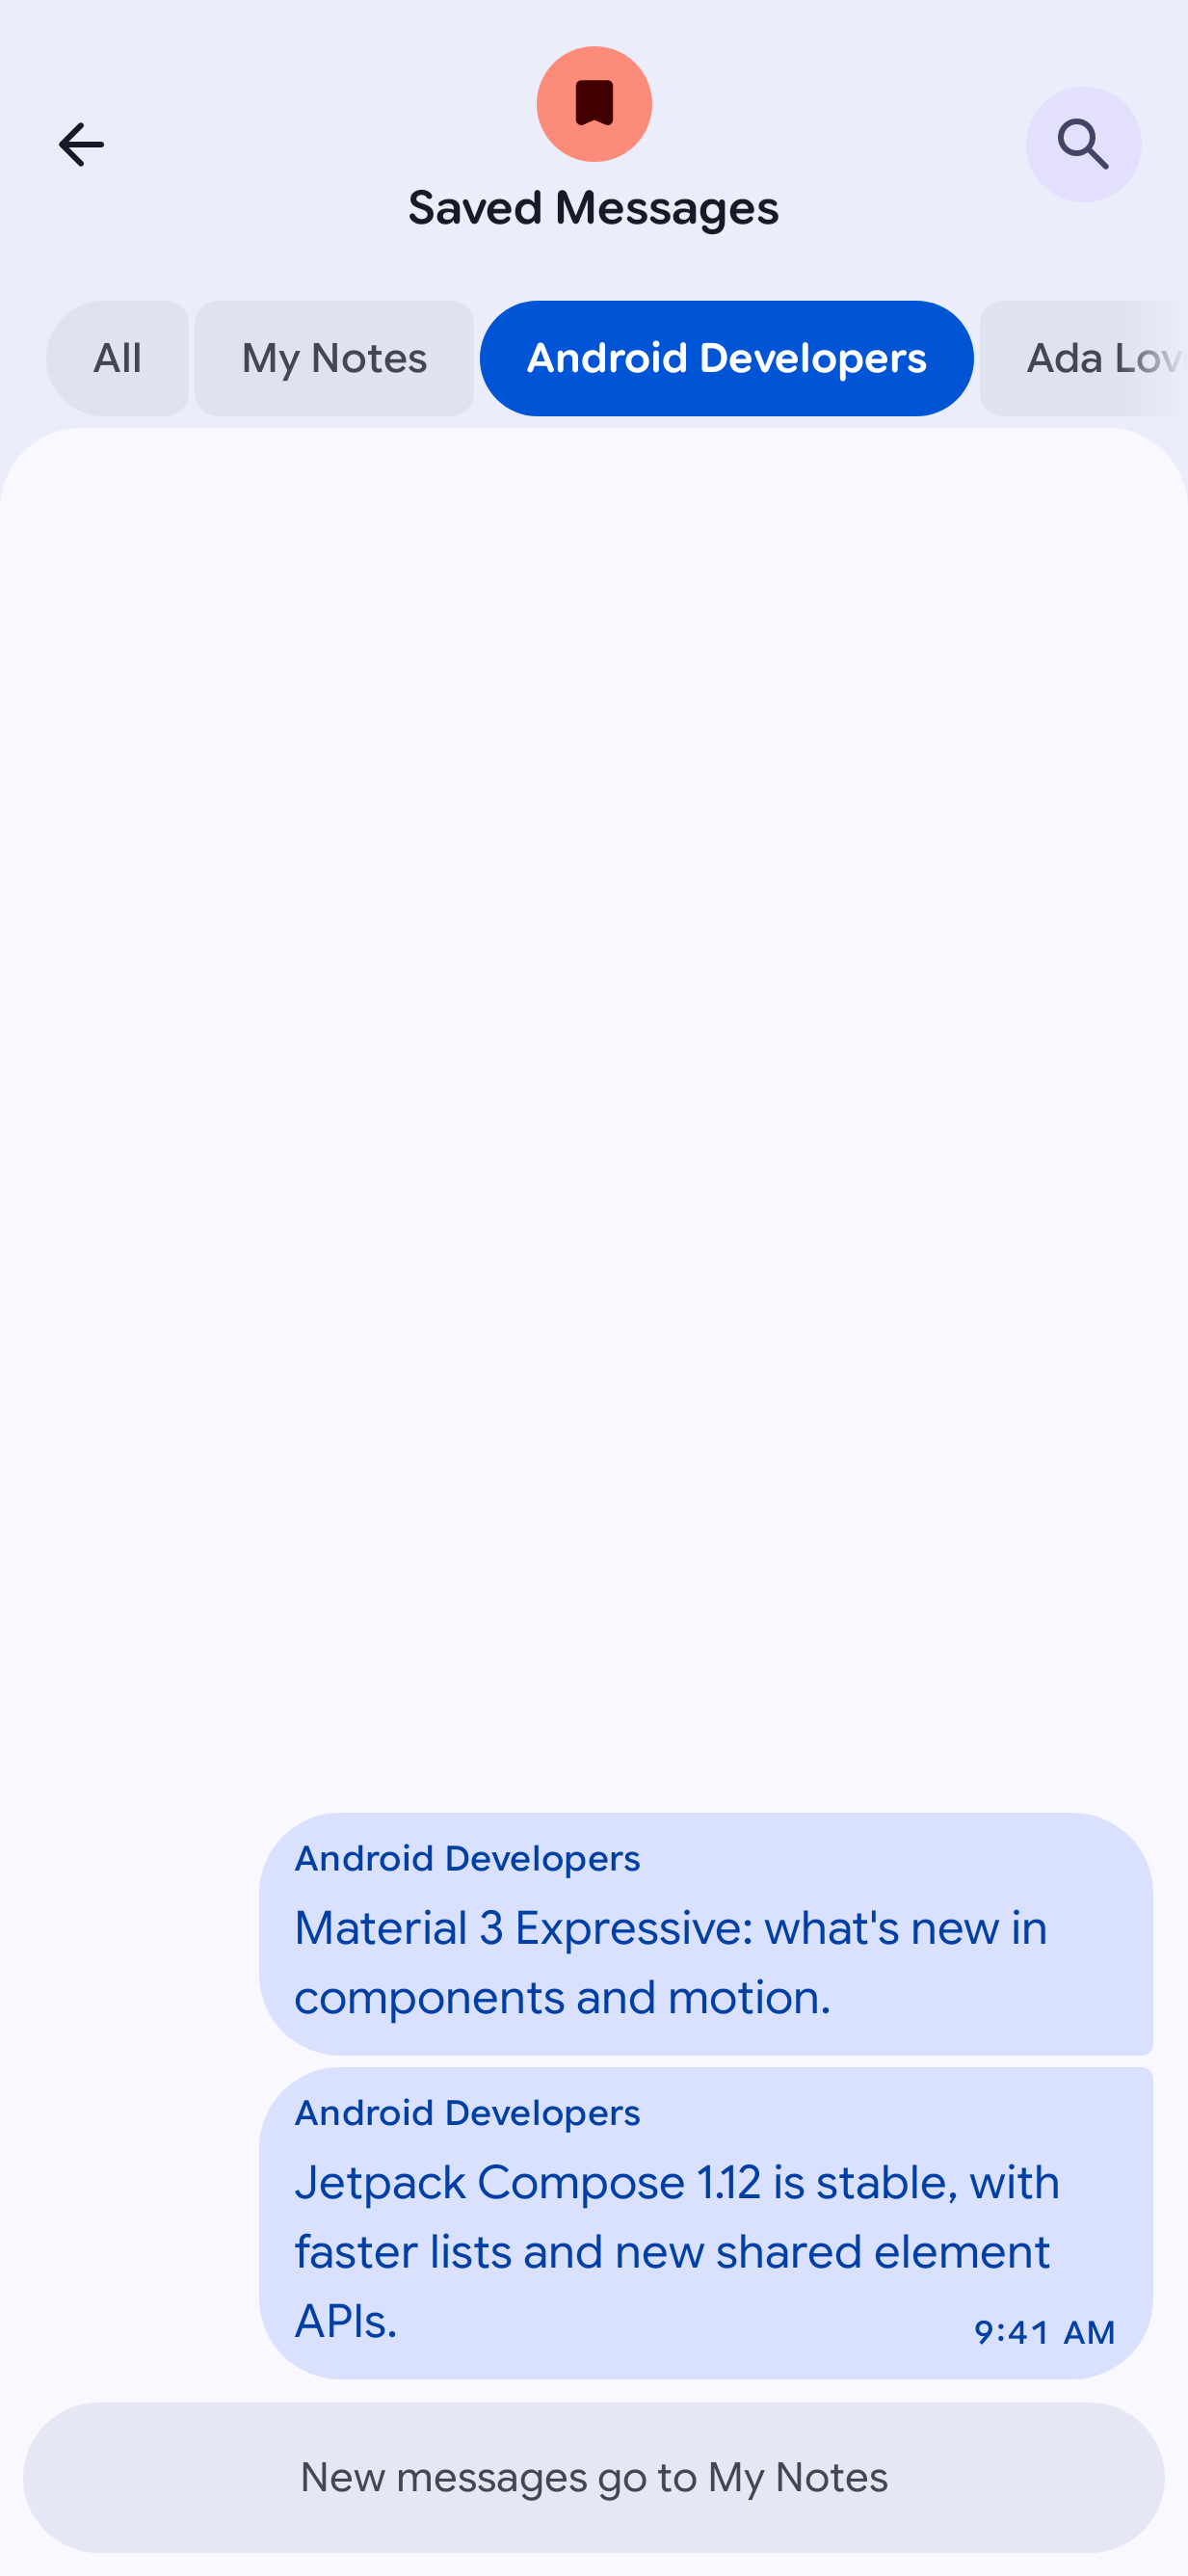 Saved Messages
All
My Notes
Android Developers
Ada
Android Developers
Material 3 Expressive: what's new in
components and motion.
Android Developers
Jetpack Compose 1.12 is stable, with
faster lists and new shared element
APIs.
9:41 AM
New messages go to My Notes